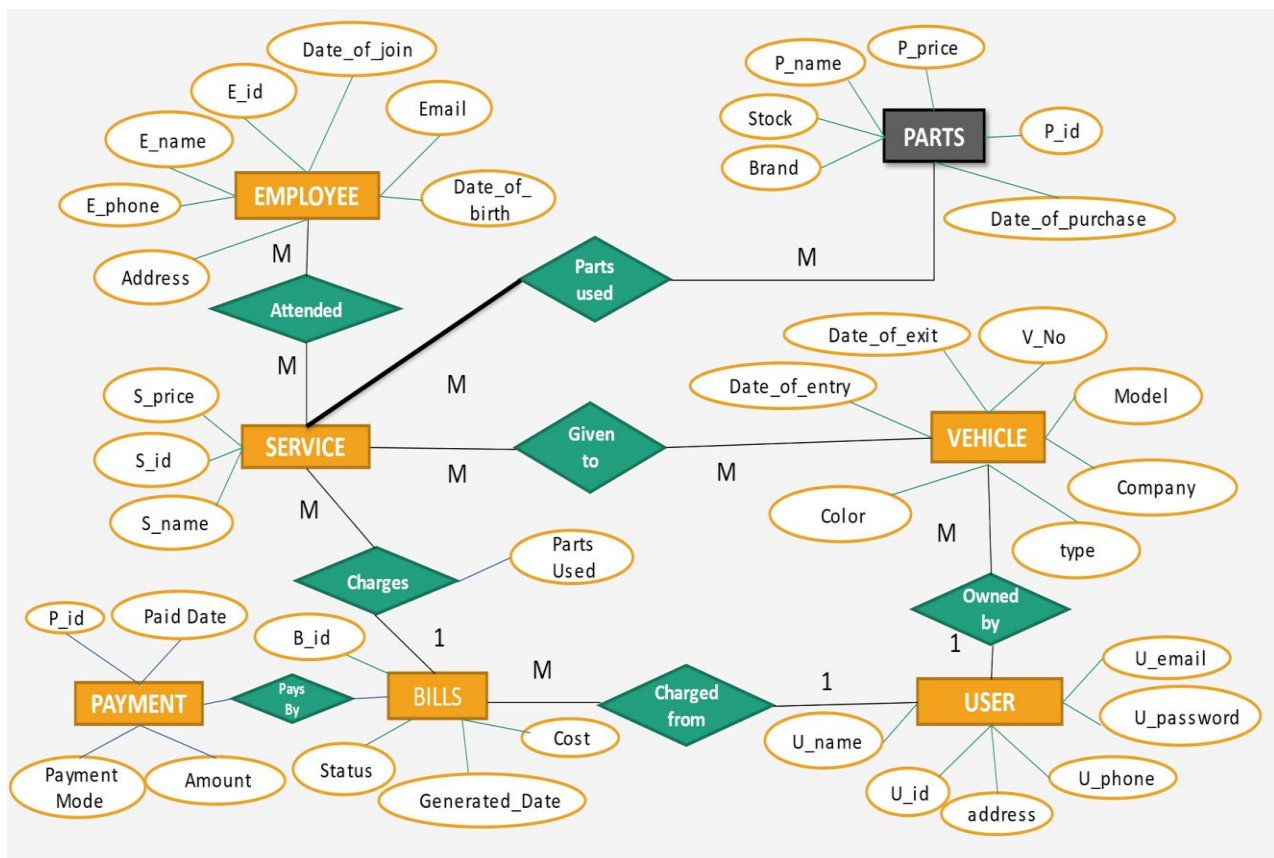 Date_of_join
P_price
P_name
E_id
Email
Stock
PARTS
P_id
E_name
Brand
EMPLOYEE
Date_of_
birth
E_phone
Date_of_purchase
M
Address
Parts
used
M
Attended
Date_of_exit
V_No
M
M
S_price
Date_of_entry
Model
SERVICE
Given
to
VEHICLE
S_id
M
M
Company
S_name
M
Color
M
type
Parts
Used
Charges
Owned
by
P_id
Paid Date
B_id
1
1
U_email
M
1
PAYMENT
Pays
By
BILLS
Charged
from
USER
U_password
U_name
Cost
Payment
Mode
Amount
Status
U_phone
Generated_Date
U_id
address